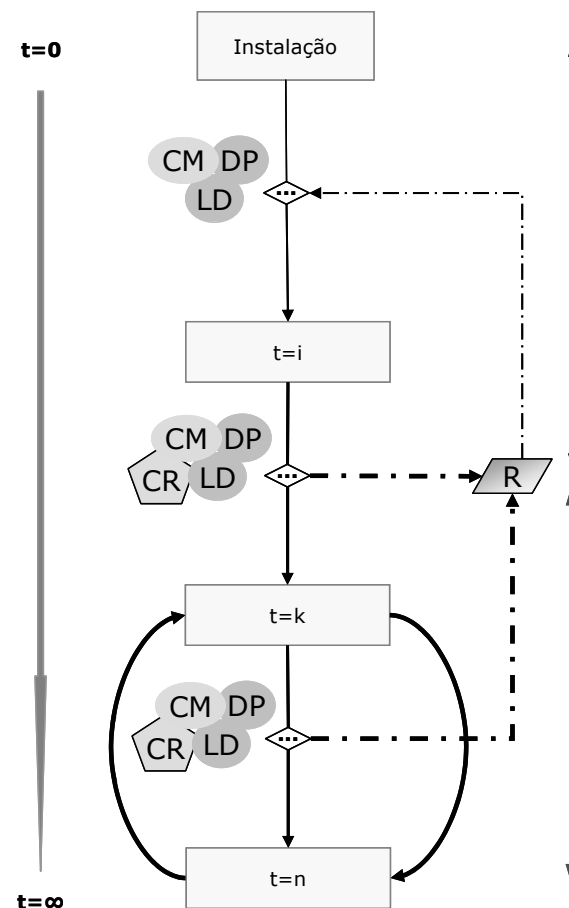 t=0
Instalação
CM DP
LD
...
t=i
CM DP
CR LD
...
R
t=k
CM DP
CR LD
...
t=n
t=∞